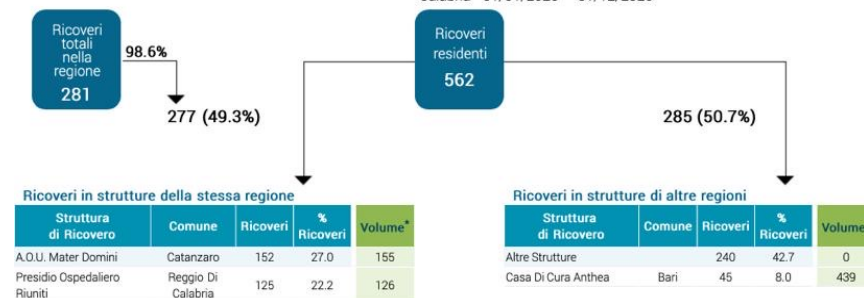 Ricoveri
totali
nella
regione
281
98.6%
277 (49.3%)
Ricoveri
residenti
562
285 (50.7%)
Ricoveri in strutture della stessa regione
Struttura di Ricovero Comune Ricoveri % Ricoveri Volume*
A.O.U. Mater Domini Catanzaro 152 27.0 155
Presidio Ospedaliero Riuniti Reggio Di Calabria 125 22.2 126
Ricoveri in strutture di altre regioni
Struttura di Ricovero Comune Ricoveri % Ricoveri Volume
Altre Strutture 240 42.7 0
Casa Di Cura Anthea Bari 45 8.0 439